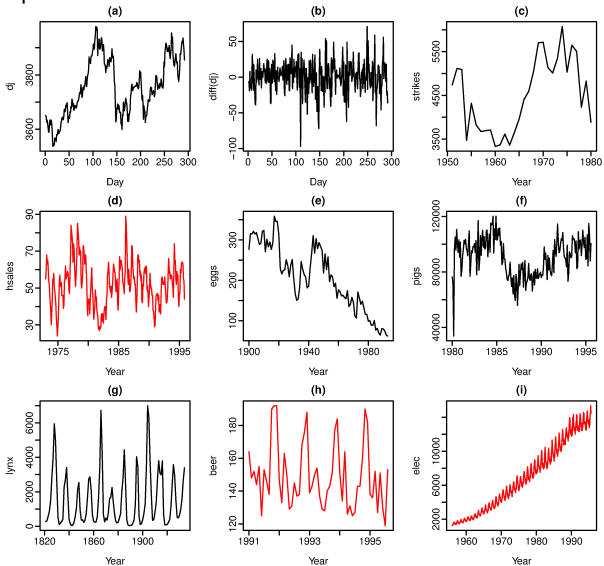 (a) (b) (c)
dj 3600 3800
0 50 100 150 200 250 300
Day
diff(dj) -100 -50 0 50
0 50 100 150 200 250 300
Day
strikes 3500 4500 5500
1950 1960 1970 1980
Year
(d) (e) (f)
hsales 30 50 70 90
1975 1985 1995
Year
eggs 100 200 300
1900 1940 1980
Year
pigs 40000 80000 120000
1980 1985 1990 1995
Year
(g) (h) (i)
lynx 0 2000 4000 6000
1820 1860 1900
Year
beer 120 140 160 180
1991 1993 1995
Year
elec 2000 6000 10000
1960 1970 1980 1990
Year